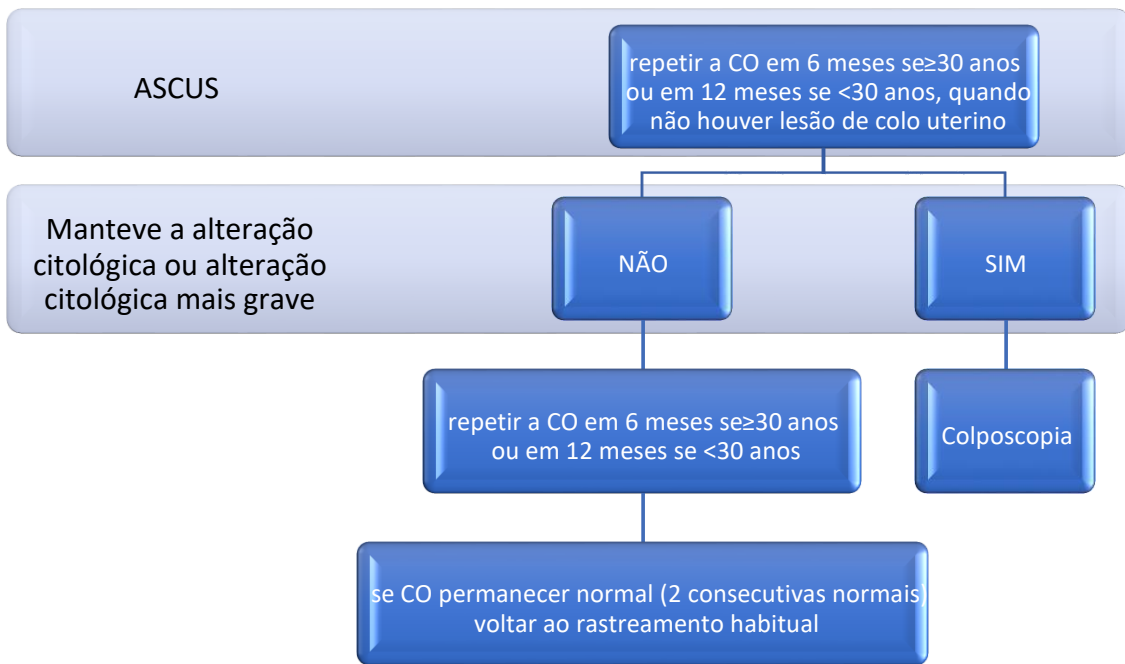 ASCUS
repetir a CO em 6 meses se≥30 anos
ou em 12 meses se <30 anos, quando
não houver lesão de colo uterino
Manteve a alteração
citológica ou alteração
citológica mais grave
NÃO
SIM
repetir a CO em 6 meses se≥30 anos
ou em 12 meses se <30 anos
Colposcopia
se CO permanecer normal (2 consecutivas normais)
voltar ao rastreamento habitual